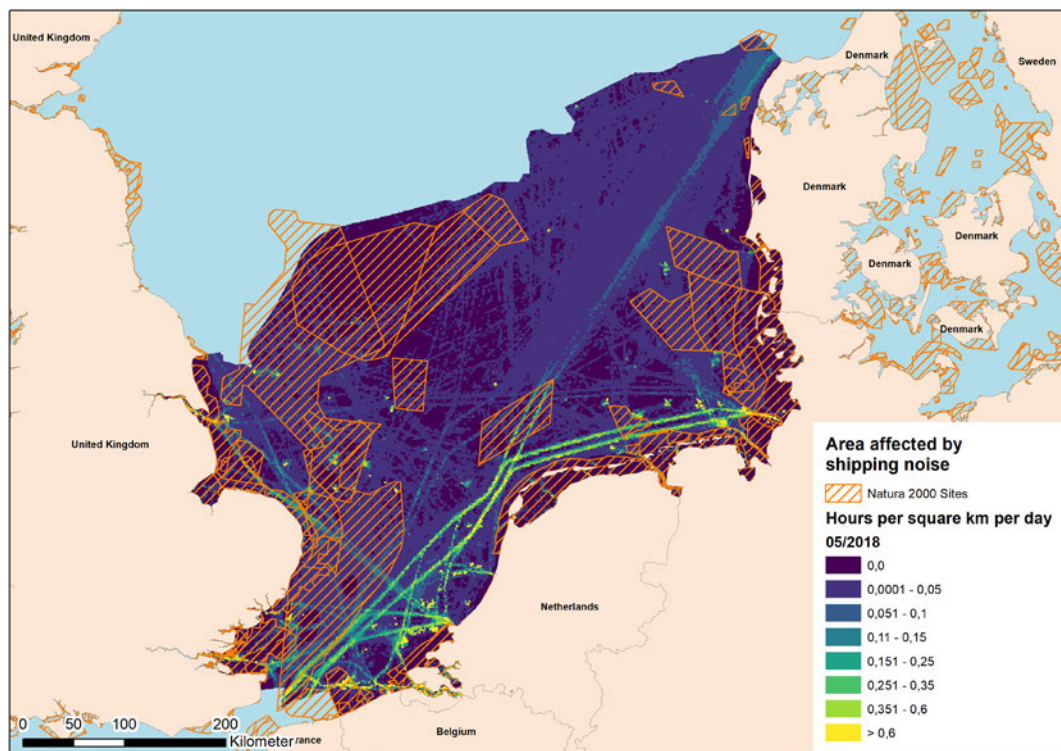 United Kingdom
Denmark
Sweden
Denmark
Denmark
Denmark
Denmark
United Kingdom
Netherlands
Belgium
rance
0 50 100 200
Kilometer
Area affected by
shipping noise
Natura 2000 Sites
Hours per square km per day
05/2018
0,0
0,0001 - 0,05
0,051 - 0,1
0,11 - 0,15
0,151 - 0,25
0,251 - 0,35
0,351 - 0,6
> 0,6